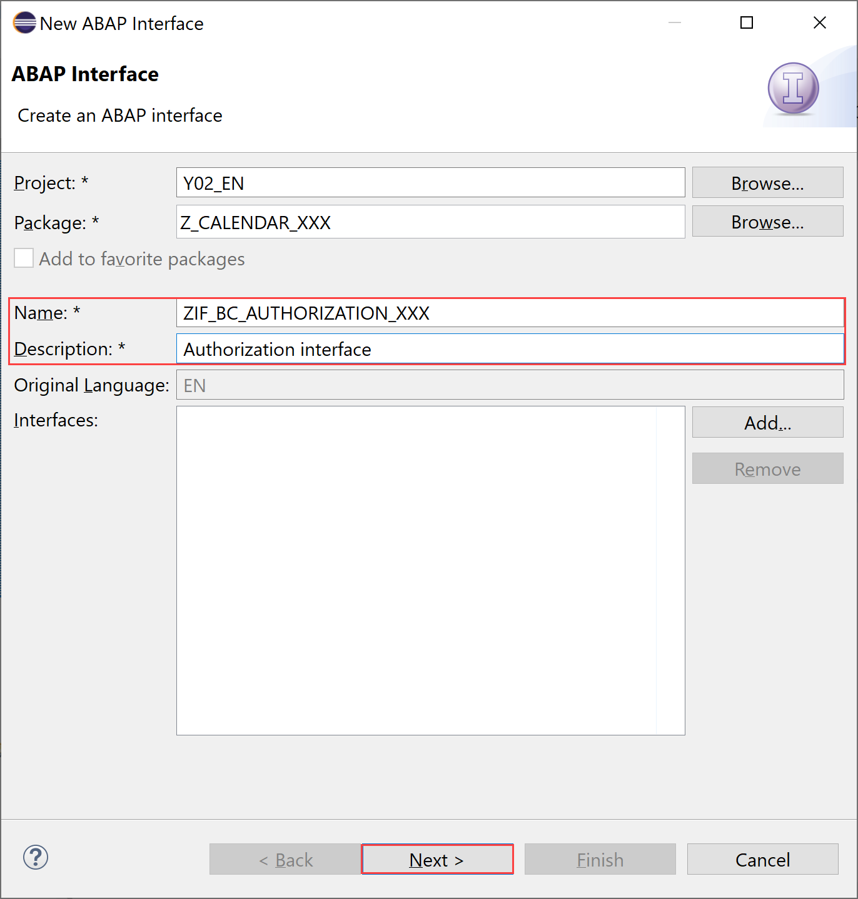 New ABAP Interface
ABAP Interface
Create an ABAP interface
I
Project: * Y02_EN Browse...
Package: * Z_CALENDAR_XXX Browse...
Add to favorite packages
Name: * ZIF_BC_AUTHORIZATION_XXX
Description: * Authorization interface
Original Language: EN
Interfaces: Add...
Remove
? < Back Next > Finish Cancel